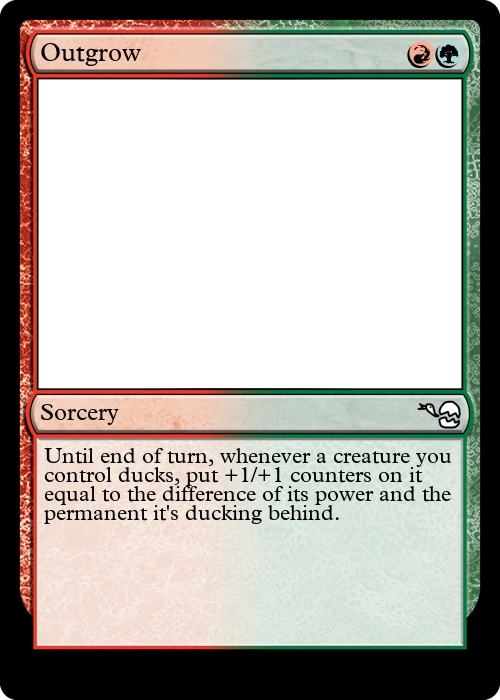 Outgrow
Sorcery
Until end of turn, whenever a creature you
control ducks, put +1/+1 counters on it
equal to the difference of its power and the
permanent it's ducking behind.